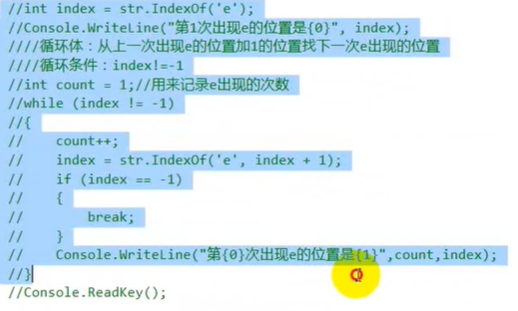 //int index = str.IndexOf('e');
//Console.WriteLine("第1次出现e的位置是{0}", index);
////循环体：从上一次出现e的位置加1的位置找下一次e出现的位置
////循环条件：index!=-1
//int count = 1;//用来记录e出现的次数
//while (index != -1)
//{
//    count++;
//    index = str.IndexOf('e', index + 1);
//    if (index == -1)
//    {
//        break;
//    }
//    Console.WriteLine("第{0}次出现e的位置是{1}",count,index);
//}
//Console.ReadKey();